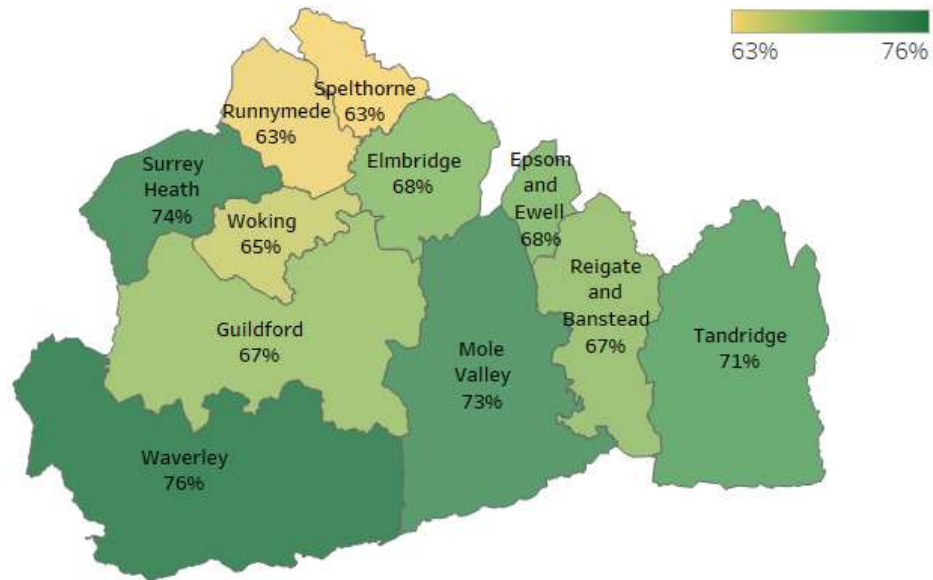 63% 76%
Spelthorne
63%
Runnymede
63%
Elmbridge
68%
Epsom
and
Ewell
68%
Surrey
Heath
74%
Woking
65%
Reigate
and
Banstead
67%
Guildford
67%
Mole
Valley
73%
Tandridge
71%
Waverley
76%